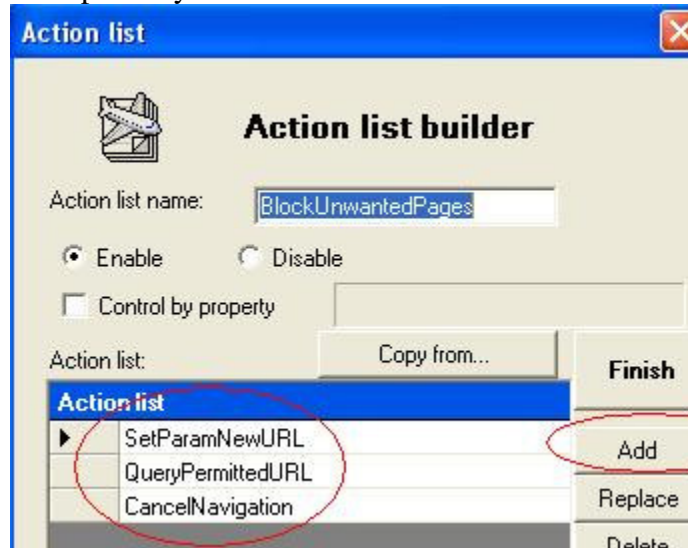 Action list
Action list builder
Action list name: BlockUnwantedPages
Enable Disable
Control by property
Copy from...
Action list:
Finish
Action list
SetParamNewURL
Add
QueryPermittedURL
CancelNavigation
Replace
Delete